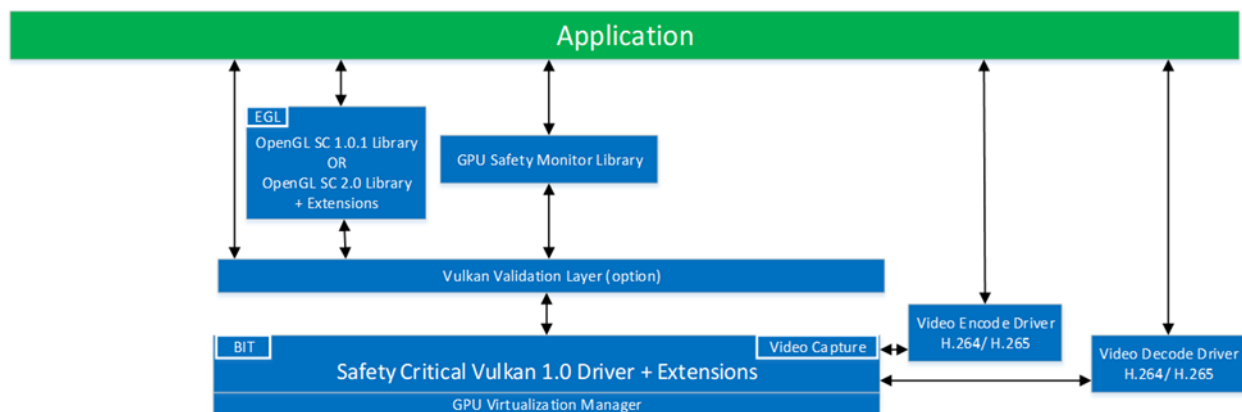 Application
EGL
OpenGL SC 1.0.1 Library
OR
OpenGL SC 2.0 Library
+ Extensions
GPU Safety Monitor Library
Vulkan Validation Layer (option)
Video Encode Driver
H.264/ H.265
BIT
Video Capture
Video Decode Driver
H.264/ H.265
Safety Critical Vulkan 1.0 Driver + Extensions
GPU Virtualization Manager